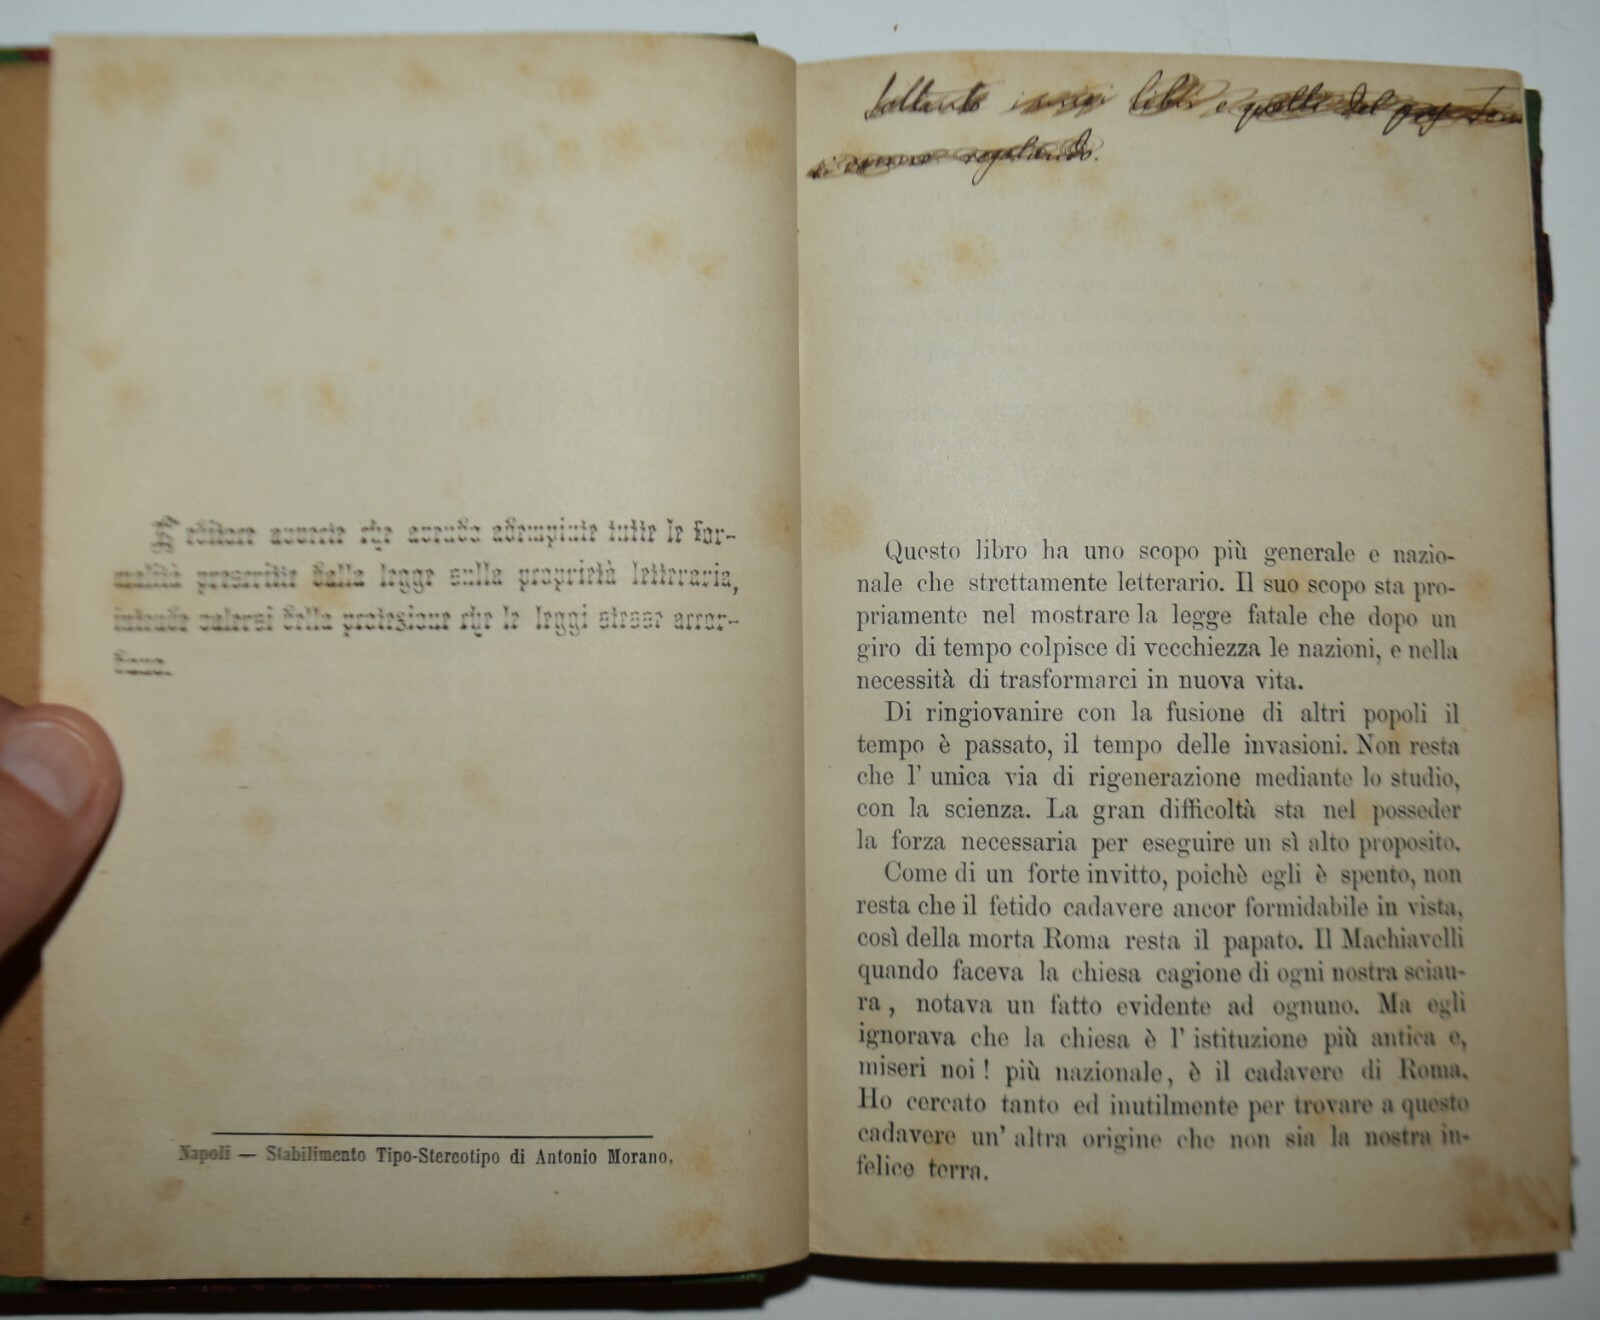 L'editore avverte che avendo adempiute tutte le for-
malità prescritte dalla legge sulla proprietà letteraria,
intende valersi della protezione che le leggi stesse accor-
dano.
Napoli — Stabilimento Tipo-Stereotipo di Antonio Morano.
soltanto i libri e quelli del
regalando.
Questo libro ha uno scopo più generale e nazio-
nale che strettamente letterario. Il suo scopo sta pro-
priamente nel mostrare la legge fatale che dopo un
giro di tempo colpisce di vecchiezza le nazioni, e nella
necessità di trasformarci in nuova vita.
Di ringiovanire con la fusione di altri popoli il
tempo è passato, il tempo delle invasioni. Non resta
che l' unica via di rigenerazione mediante lo studio,
con la scienza. La gran difficoltà sta nel posseder
la forza necessaria per eseguire un sì alto proposito.
Come di un forte invitto, poichè egli è spento, non
resta che il fetido cadavere ancor formidabile in vista,
così della morta Roma resta il papato. Il Machiavelli
quando faceva la chiesa cagione di ogni nostra sciau-
ra , notava un fatto evidente ad ognuno. Ma egli
ignorava che la chiesa è l' istituzione più antica e,
miseri noi ! più nazionale, è il cadavere di Roma.
Ho cercato tanto ed inutilmente per trovare a questo
cadavere un' altra origine che non sia la nostra in-
felice terra.